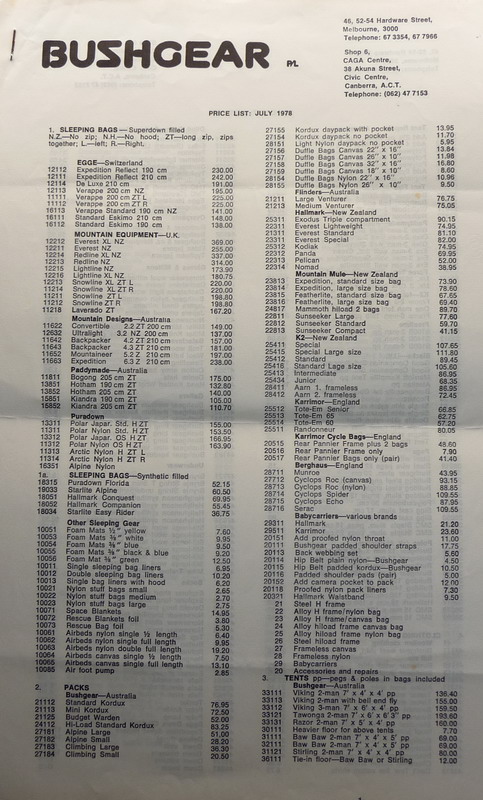 BUSHGEAR P/L
46, 52-54 Hardware Street,
Melbourne, 3000
Telephone: 67 3354, 67 7966
Shop 6,
CAGA Centre,
38 Akuna Street,
Civic Centre,
Canberra, A.C.T.
Telephone: (062) 47 7153
PRICE LIST: JULY 1978
1. SLEEPING BAGS—Superdown filled
N.Z.—No zip; N.H.—No hood; ZT—long zip, zips
together; L.—left; R.—Right.
EGGE—Switzerland
12112 Expedition Reflect 190 cm 230.00
12113 Expedition Reflect 210 cm 242.00
12114 De Luxe 210 cm 191.00
12113 Verappe 200 cm NZ 195.00
11111 Verappe 200 cm ZT L 225.00
11112 Verappe 200 cm ZT R 225.00
16113 Verappe Standard 190 cm NZ 141.00
16111 Standard Eskimo 210 cm 148.00
16112 Standard Eskimo 190 cm 138.00
MOUNTAIN EQUIPMENT—U.K.
12212 Everest XL NZ 369.00
12211 Everest NZ 255.00
12214 Redline XL NZ 337.00
12213 Redline NZ 314.00
12215 Lightline NZ 173.90
12216 Lightline XL NZ 180.75
12213 Snowline XL ZT L 220.00
11214 Snowline XL ZT R 220.00
12211 Snowline ZT L 198.80
11212 Snowline ZT R 198.80
11218 Laverado ZT 167.20
Mountain Designs—Australia
11622 Convertible 2.2 ZT 200 cm 149.00
12632 Ultralight 3.2 NZ 200 cm 137.00
11642 Backpacker 4.2 ZT 210 cm 157.00
11643 Backpacker 4.2 ZT 210 cm 181.00
11652 Mountaineer 5.2 Z 210 cm 197.00
11663 Expedition 6.3 Z 210 cm 238.00
Paddymade—Australia
11811 Bogong 205 cm ZT 175.00
13851 Hotham 190 cm ZT 132.80
13852 Hotham 205 cm ZT 140.00
15851 Kiandra 190 cm ZT 105.00
15852 Kiandra 205 cm ZT 110.70
Puradown
13311 Polar Japar. Std. H ZT 155.00
13311 Polar Nylon Std. H ZT 153.50
13312 Polar Japar. OS H ZT 166.95
11312 Polar Nylon OS H ZT 163.90
11313 Arctic Nylon H ZT L
11314 Arctic Nylon H ZT R
16351 Alpine Nylon
1a. SLEEPING BAGS—Synthetic filled
18315 Puradown Florida 52.15
19033 Starlite Alpine 60.50
18051 Hallmark Conquest 69.95
18052 Hallmark Companion 55.45
18034 Starlite Easy Rider 36.75
Other Sleeping Gear
10051 Foam Mats ½" yellow 7.60
10053 Foam Mats ⅜" white 9.95
10054 Foam Mats ⅜" blue 9.50
10055 Foam Mats ⅜" black & blue 9.20
10056 Foam Mat ⅜" green 12.50
10011 Single sleeping bag liners 6.95
10012 Double sleeping bag liners 10.20
10013 Single bag liners with hood 6.20
10021 Nylon stuff bags small 2.65
10022 Nylon stuff bags medium 2.70
10023 Nylon stuff bags large 2.75
10071 Space Blankets 14.95
10072 Rescue Blankets foil 3.80
10073 Rescue Bag foil 5.30
10061 Airbeds nylon single ½ length 6.40
10062 Airbeds nylon single full length 9.95
10063 Airbeds nylon double full length 19.20
10064 Airbeds canvas single ½ length 7.50
10065 Airbeds canvas single full length 13.10
10085 Air foot pump 2.85
2. PACKS
Bushgear—Australia
21112 Standard Kordux 76.95
21113 Mini Kordux 72.50
21125 Budget Warden 52.00
24112 Hi-Load Standard Kordux 83.25
27181 Alpine Large 51.00
27182 Alpine Small 28.20
27183 Climbing Large 36.30
27184 Climbing Small 20.50
27155 Kordux daypack with pocket 13.95
27154 Kordux daypack no pocket 11.70
28151 Light Nylon daypack no pocket 5.95
27156 Duffle Bags Canvas 22" x 16" 13.84
27157 Duffle Bags Canvas 26" x 10" 11.98
27158 Duffle Bags Canvas 32" x 16" 16.80
27159 Duffle Bags Canvas 18" x 10" 8.60
28154 Duffle Bags Nylon 22" x 16" 10.96
28155 Duffle Bags Nylon 26" x 10" 9.50
Flinders—Australia
21211 Large Venturer 76.75
21213 Medium Venturer 75.05
Hallmark—New Zealand
25311 Exodus Triple compartment 90.15
22311 Everest Lightweight 74.95
22311 Everest Standard 81.10
22311 Everest Special 82.00
25312 Kodiak 74.95
22312 Panda 69.95
22313 Pelican 52.00
22314 Nomad 38.95
Mountain Mule—New Zealand
23813 Expedition, standard size bag 73.90
23814 Expedition, large size bag 78.60
23815 Featherlite, standard size bag 67.65
23816 Featherlite, large size bag 69.40
24817 Mammoth hiload 2 bags 89.70
22811 Sunseeker Large 77.60
22812 Sunseeker Standard 59.70
22813 Sunseeker Compact 41.15
K2—New Zealand
25411 Special 107.65
25415 Special Large size 111.80
25412 Standard 89.45
25416 Standard Lage size 105.60
25413 Intermediate 86.95
25434 Junior 68.35
28411 Aarn 1. frameless 86.95
28412 Aarn 2. frameless 72.45
Karrimor—England
25512 Tote-Em Senior 66.85
25513 Tote-Em 65 62.75
25514 Tote-Em 60 57.20
22511 Randonneur 80.05
Karrimor Cycle Bags—England
20515 Rear Pannier Frame plus 2 bags 48.60
20516 Rear Pannier Frame only 7.90
20517 Rear Pannier Bags only (pair) 41.40
Berghaus—England
28711 Munro 43.95
28712 Cyclops Roc (canvas) 93.15
28713 Cyclops Roc (nylon) 88.85
28714 Cyclops Spider 109.55
28715 Cyclops Echo 87.95
28716 Serac 109.55
Babycarriers—various brands
29311 Hallmark 21.20
29511 Karrimor 23.60
20151 Add proof nylon throat 11.00
20111 Bushgear padded shoulder straps 17.75
20113 Back webbing set 5.60
20114 Hip Belt plain nylon—Bushgear 4.50
20115 Hip Belt padded kordux—Bushgear 10.50
20116 Padded shoulder pads (pair) 5.00
20152 Add camera pocket to pack 12.00
20118 Proofed nylon pack liners 7.30
20321 Hallmark Waistband 9.50
21 Steel H frame
22 Alloy H frame/nylon bag
23 Alloy H frame/canvas bag
24 Alloy hiload frame canvas bag
25 Alloy hiload frame nylon bag
26 Steel hiload frame
27 Frameless canvas
28 Frameless nylon
29 Babycarriers
20 Accessories and repairs
3. TENTS pp—pegs & poles in bags included
Bushgear—Australia
33111 Viking 2-man 7' x 4' x 4' pp 136.40
33113 Viking 2-man with bell end fly 155.00
33112 Viking 3-man 7' x 6' x 4' pp 159.50
33121 Tawonga 2-man 7' x 6' x 6'3" pp 193.60
33131 Razor 2-man 7' x 5' x 4' pp 160.00
30111 Heavier floor for above tents 7.70
32111 Baw Baw 2-man 7' x 4' x 5' pp 69.00
32111 Baw Baw 2-man 7' x 4' x 5' pp 69.00
31121 Stirling 2-man 7' x 4' x 4' pp 80.00
36111 Tie-in floor—Baw Baw or Stirling 12.00